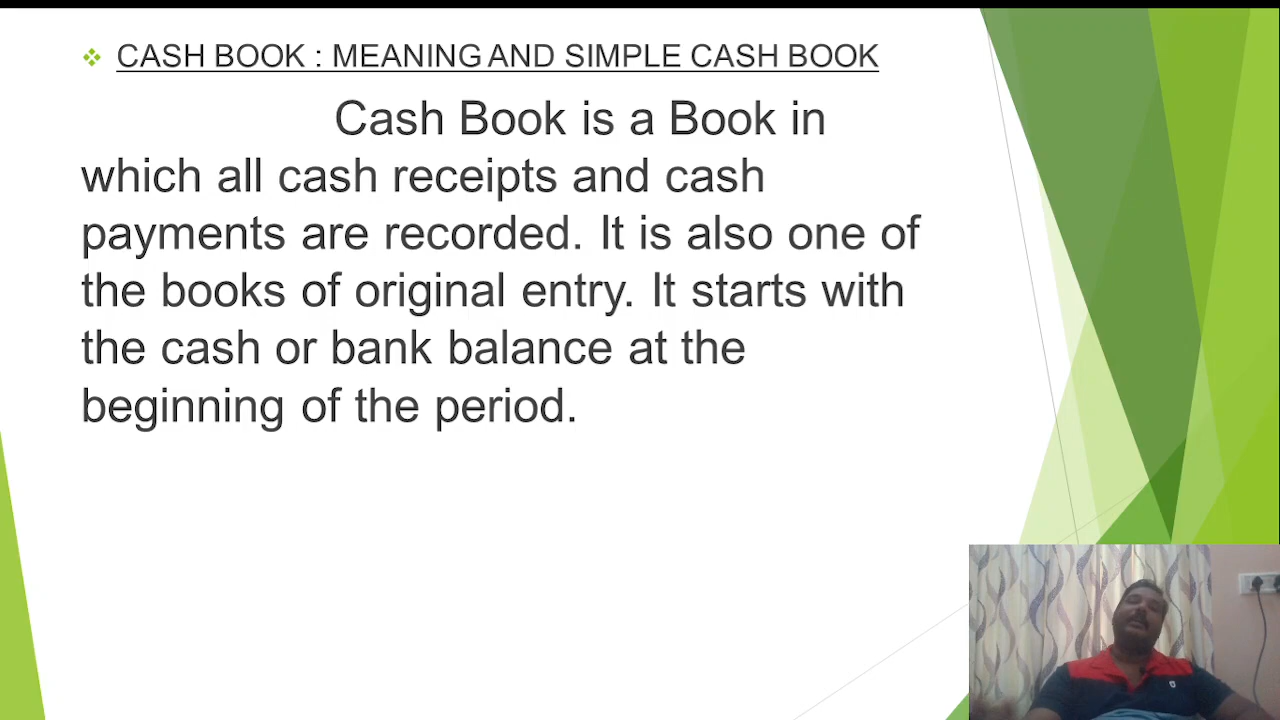 CASH BOOK : MEANING AND SIMPLE CASH BOOK
Cash Book is a Book in
which all cash receipts and cash
payments are recorded. It is also one of
the books of original entry. It starts with
the cash or bank balance at the
beginning of the period.